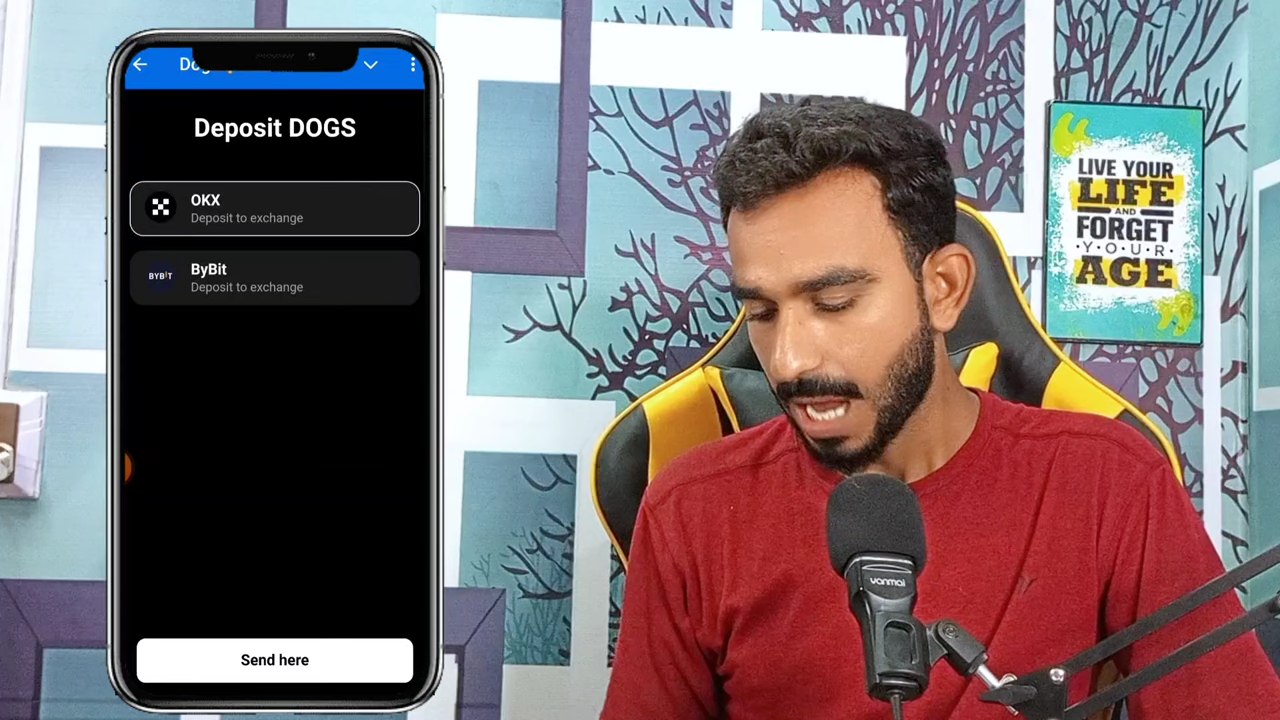 Deposit DOGS
OKX
Deposit to exchange
BYBIT
ByBit
Deposit to exchange
Send here
LIVE YOUR
LIFE
AND
FORGET
·Y·O·U·R·
AGE
vanmai